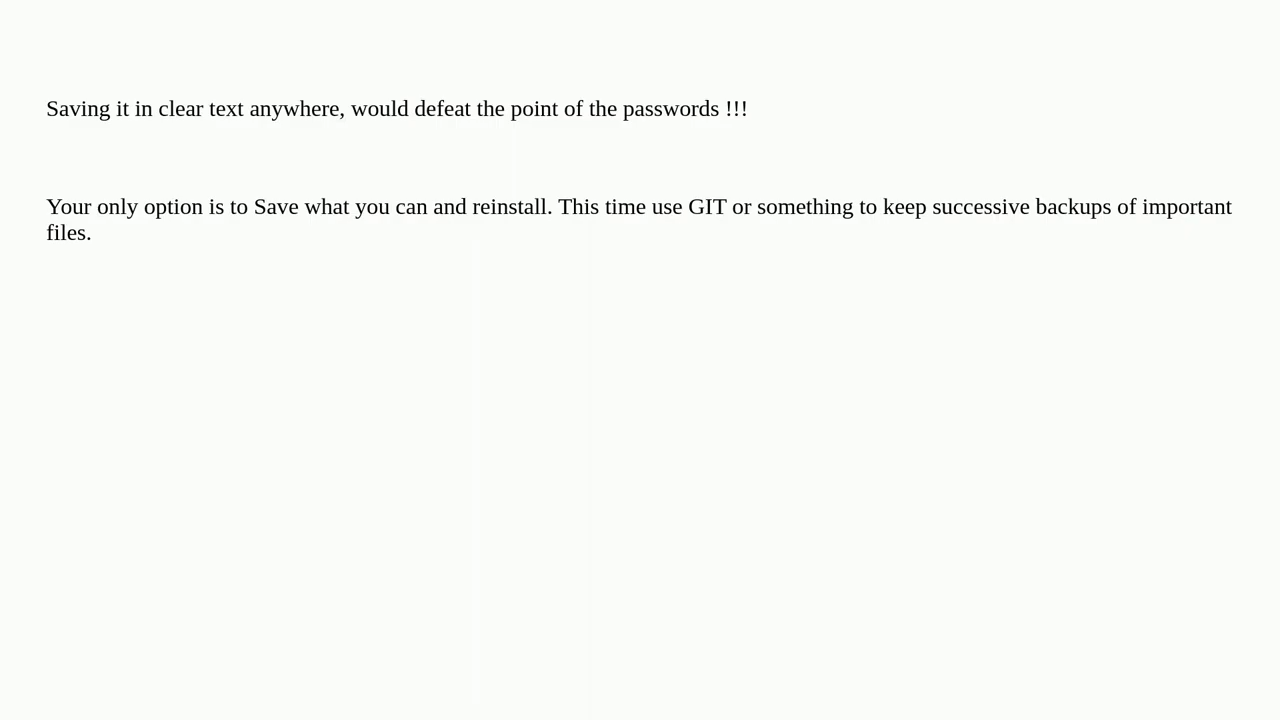 Saving it in clear text anywhere, would defeat the point of the passwords !!!
Your only option is to Save what you can and reinstall. This time use GIT or something to keep successive backups of important
files.